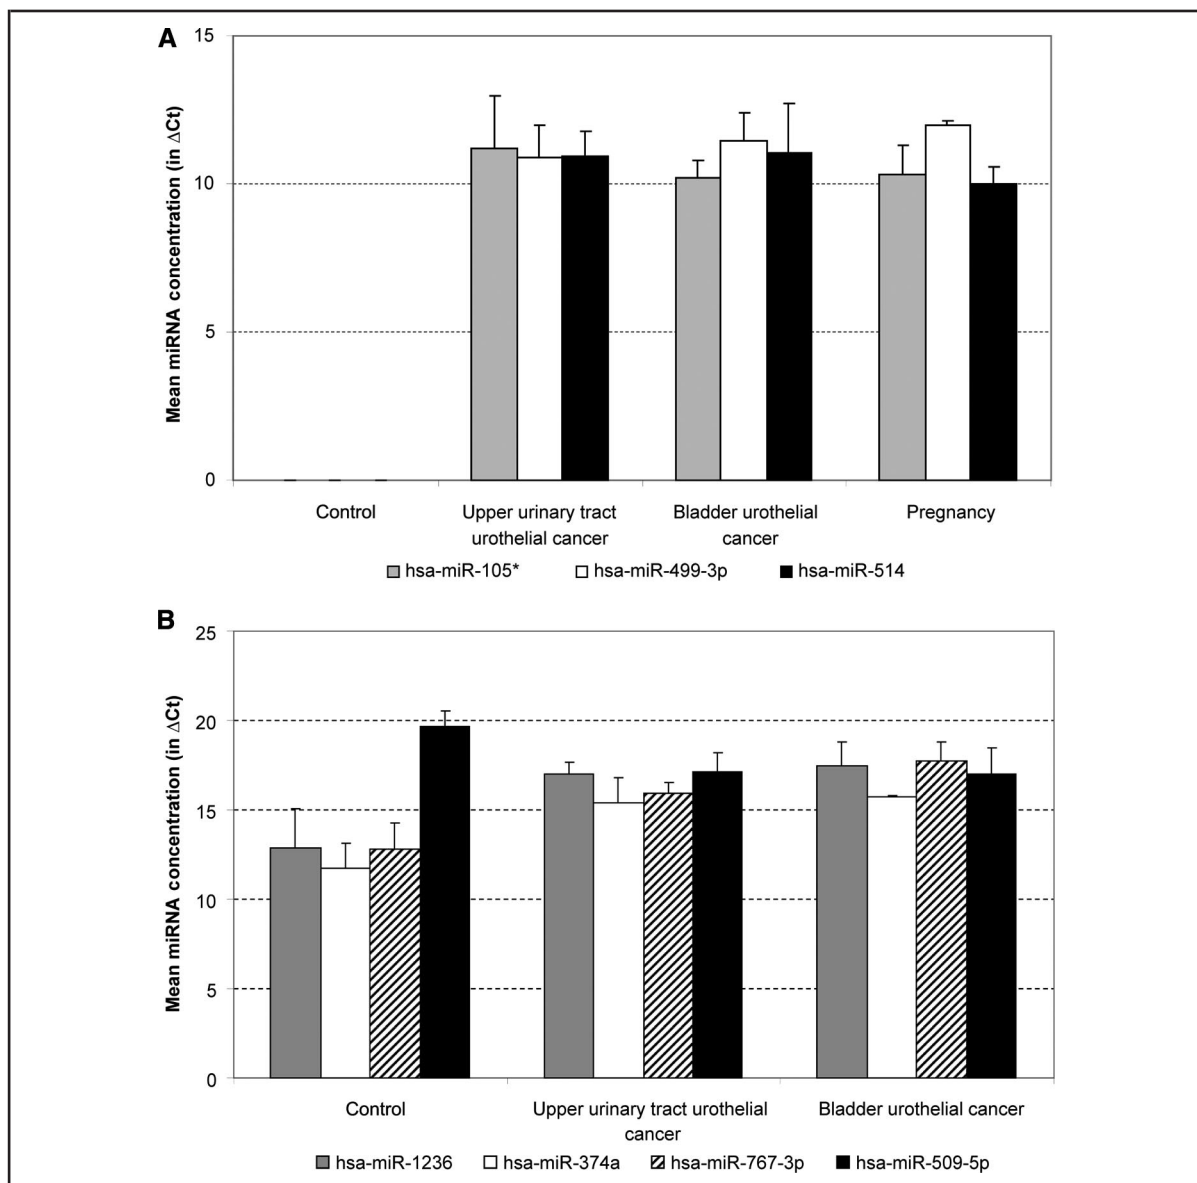 A
Mean miRNA concentration (in ΔCt)
15
10
5
0
Control
Upper urinary tract
urothelial cancer
Bladder urothelial
cancer
Pregnancy
hsa-miR-105* hsa-miR-499-3p hsa-miR-514
B
Mean miRNA concentration (in ΔCt)
25
20
15
10
5
0
Control
Upper urinary tract urothelial
cancer
Bladder urothelial cancer
hsa-miR-1236 hsa-miR-374a hsa-miR-767-3p hsa-miR-509-5p